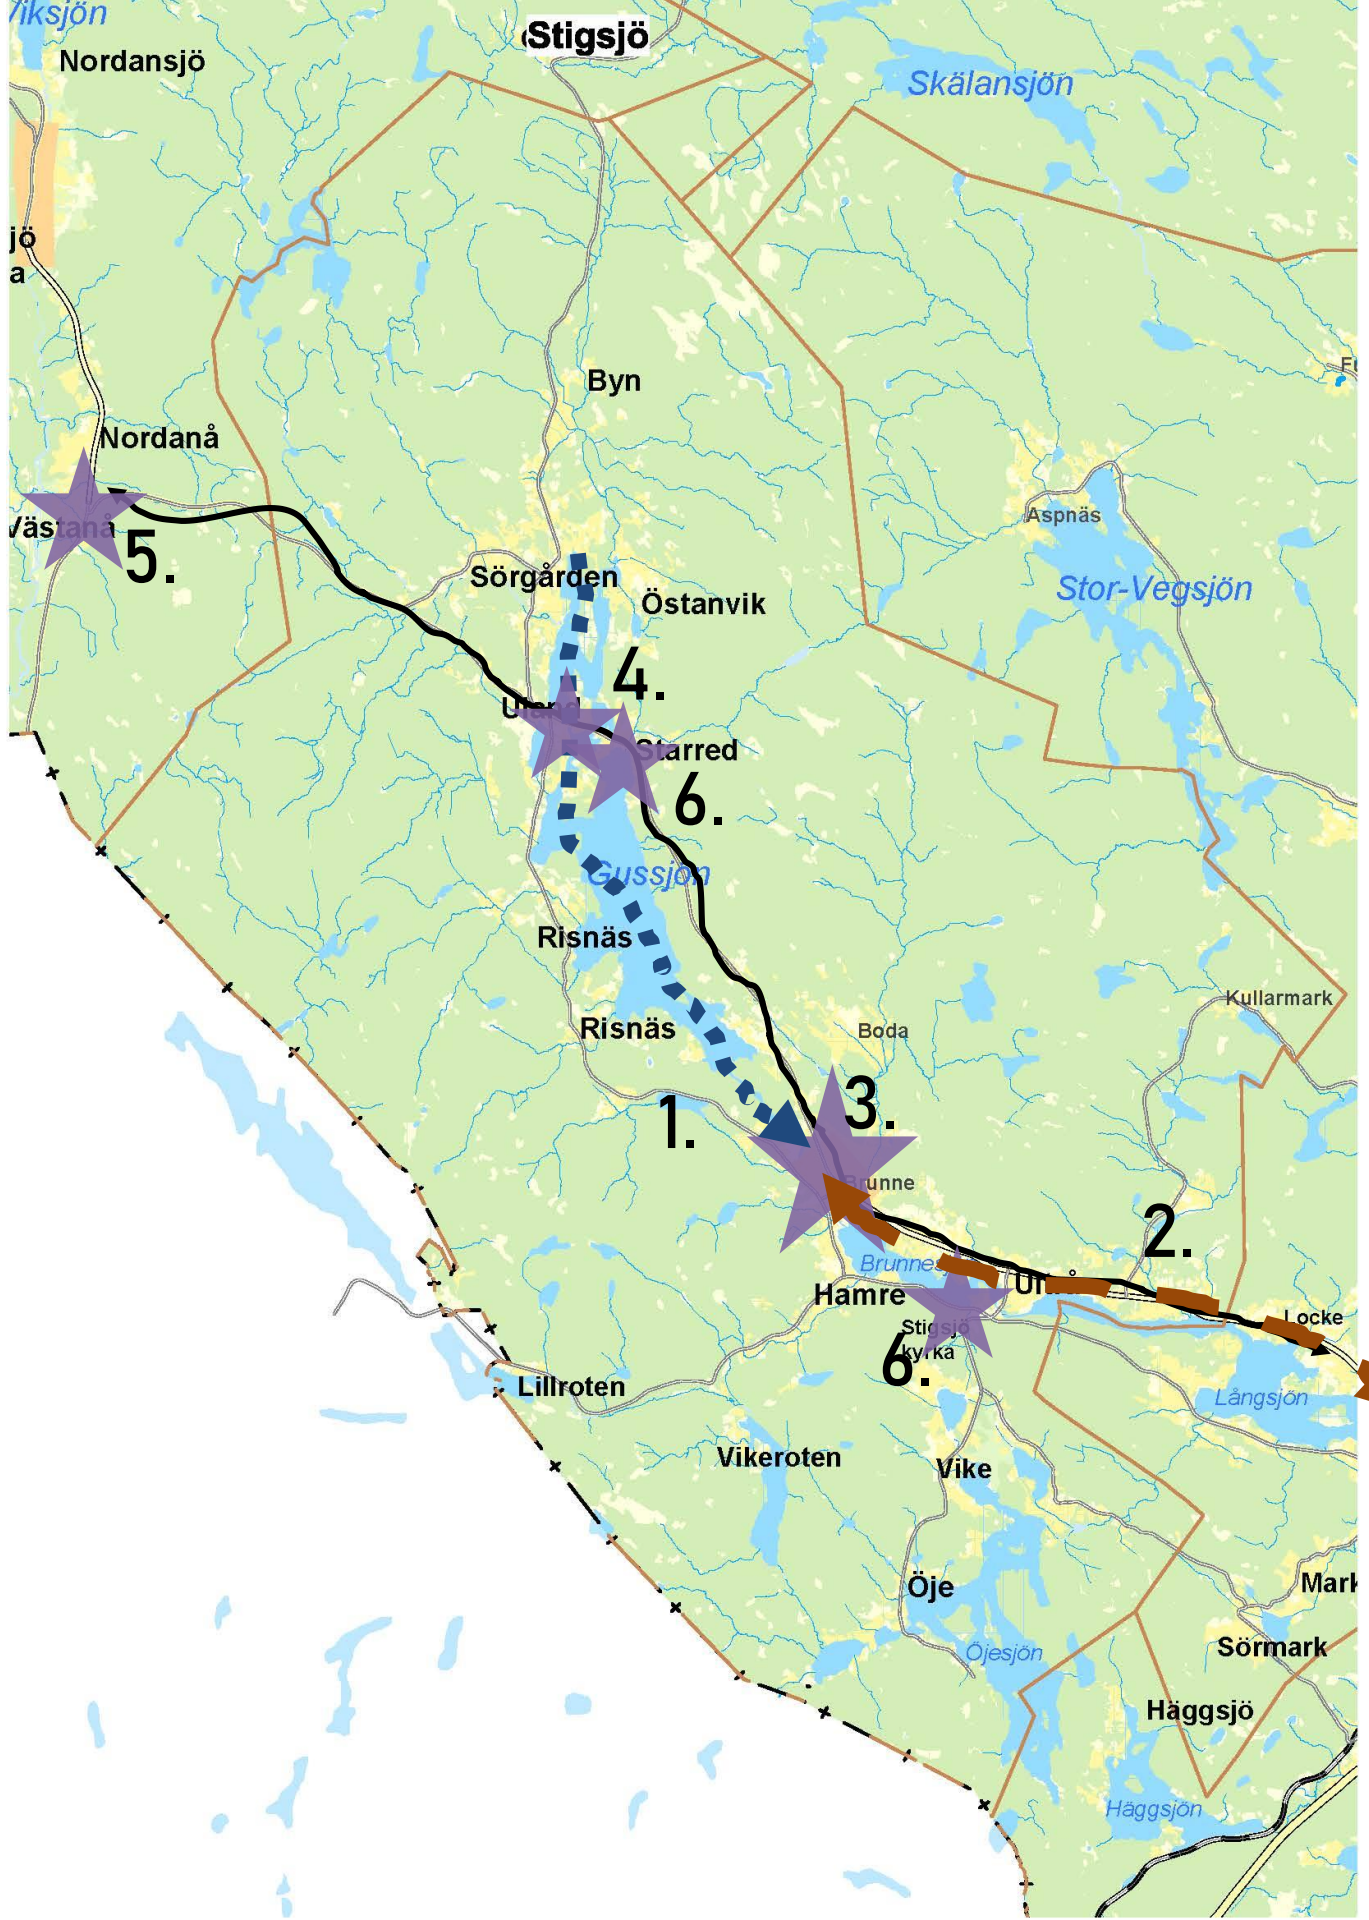 Viksjön
Stigsjö
Nordansjö
Skälansjön
jö
a
Byn
Nordanå
Västanå
5.
Aspnäs
Sörgården
Östanvik
Stor-Vegsjön
4.
Uland
Starred
6.
Gussjön
Risnäs
Kullarmark
Risnäs
Boda
3.
1.
Brunne
2.
Hamre
Locke
Stigsjö
kyrka
6.
Lillroten
Långsjön
Vikeroten
Vike
Öje
Mark
Sörmark
Öjesjön
Häggsjö
Häggsjön